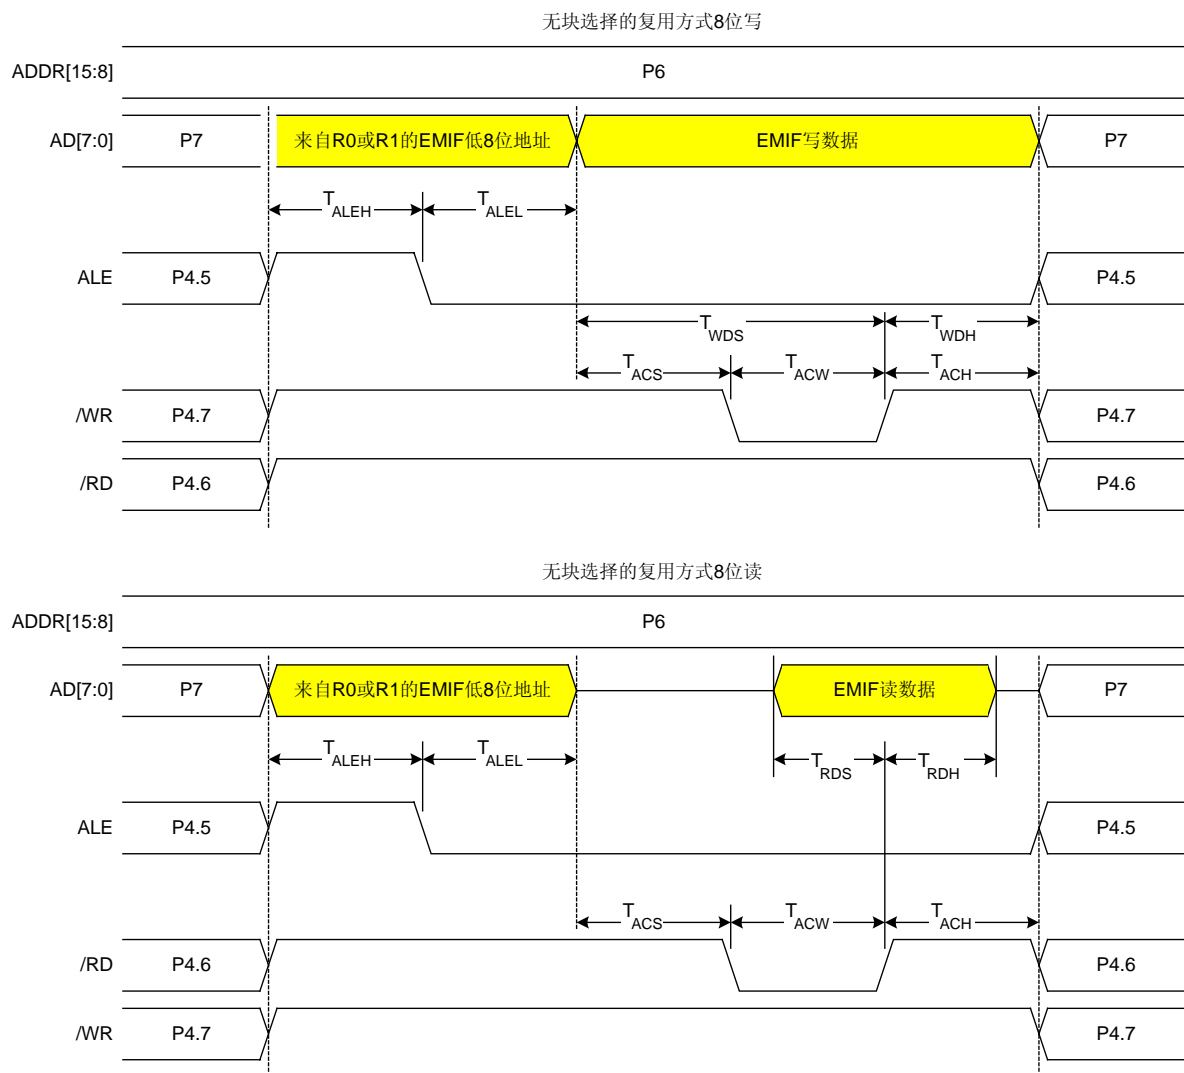 无块选择的复用方式8位写
ADDR[15:8] P6
AD[7:0] P7 来自R0或R1的EMIF低8位地址 EMIF写数据 P7
TALEH TALEL
ALE P4.5 P4.5
TWDS TWDH
TACS TACW TACH
/WR P4.7 P4.7
/RD P4.6 P4.6
无块选择的复用方式8位读
ADDR[15:8] P6
AD[7:0] P7 来自R0或R1的EMIF低8位地址 EMIF读数据 P7
TALEH TALEL TRDS TRDH
ALE P4.5 P4.5
TACS TACW TACH
/RD P4.6 P4.6
/WR P4.7 P4.7